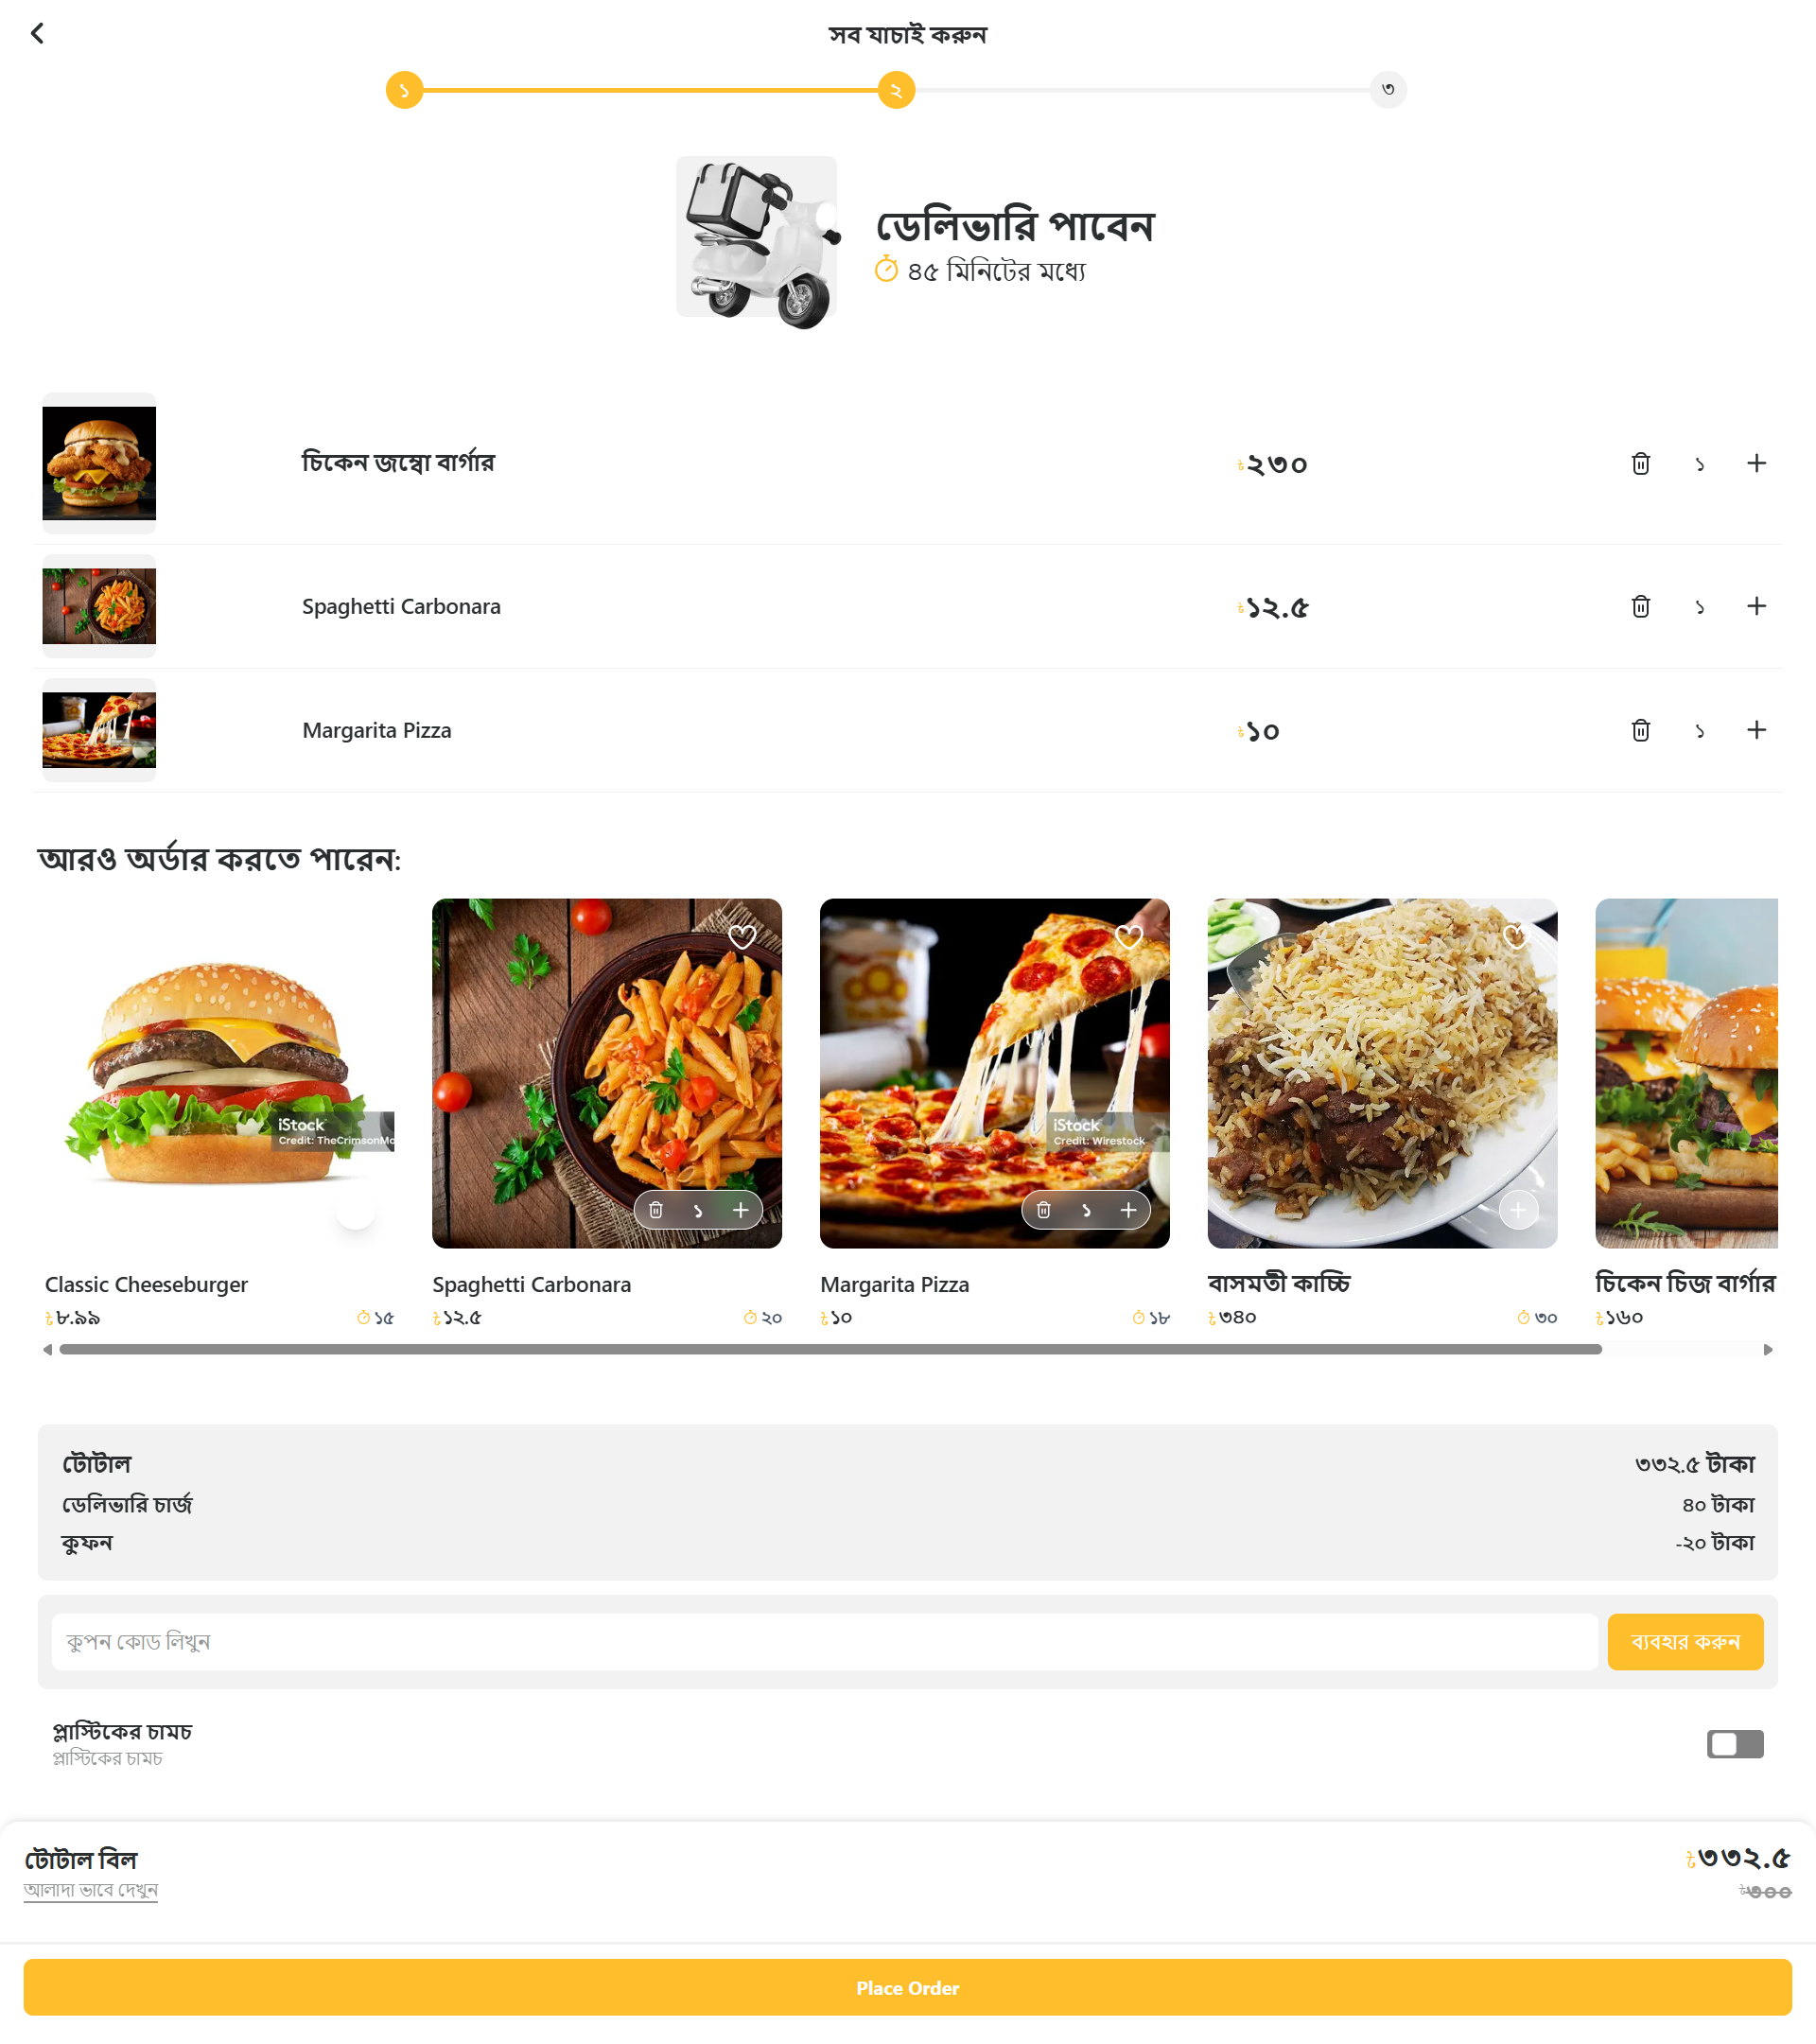 সব যাচাই করুন
১
২
৩
ডেলিভারি পাবেন
৪৫ মিনিটের মধ্যে
চিকেন জাম্বো বার্গার
৳২৩০
১
Spaghetti Carbonara
৳১২.৫
১
Margarita Pizza
৳১০
১
আরও অর্ডার করতে পারেন:
iStock
Credit: TheCrimsonMo
iStock
Credit: Wirestock
১
১
Classic Cheeseburger
৳৮.৯৯
১৫
Spaghetti Carbonara
৳১২.৫
২০
Margarita Pizza
৳১০
১৮
বাসমতী কাচ্চি
৳৩৪০
৩০
চিকেন চিজ বার্গার
৳১৬০
টোটাল
৩৩২.৫ টাকা
ডেলিভারি চার্জ
৪০ টাকা
কুফন
-২০ টাকা
কুপন কোড লিখুন
ব্যবহার করুন
প্লাস্টিকের চামচ
প্লাস্টিকের চামচ
টোটাল বিল
৳৩৩২.৫
আলাদা ভাবে দেখুন
৳৩০০
Place Order